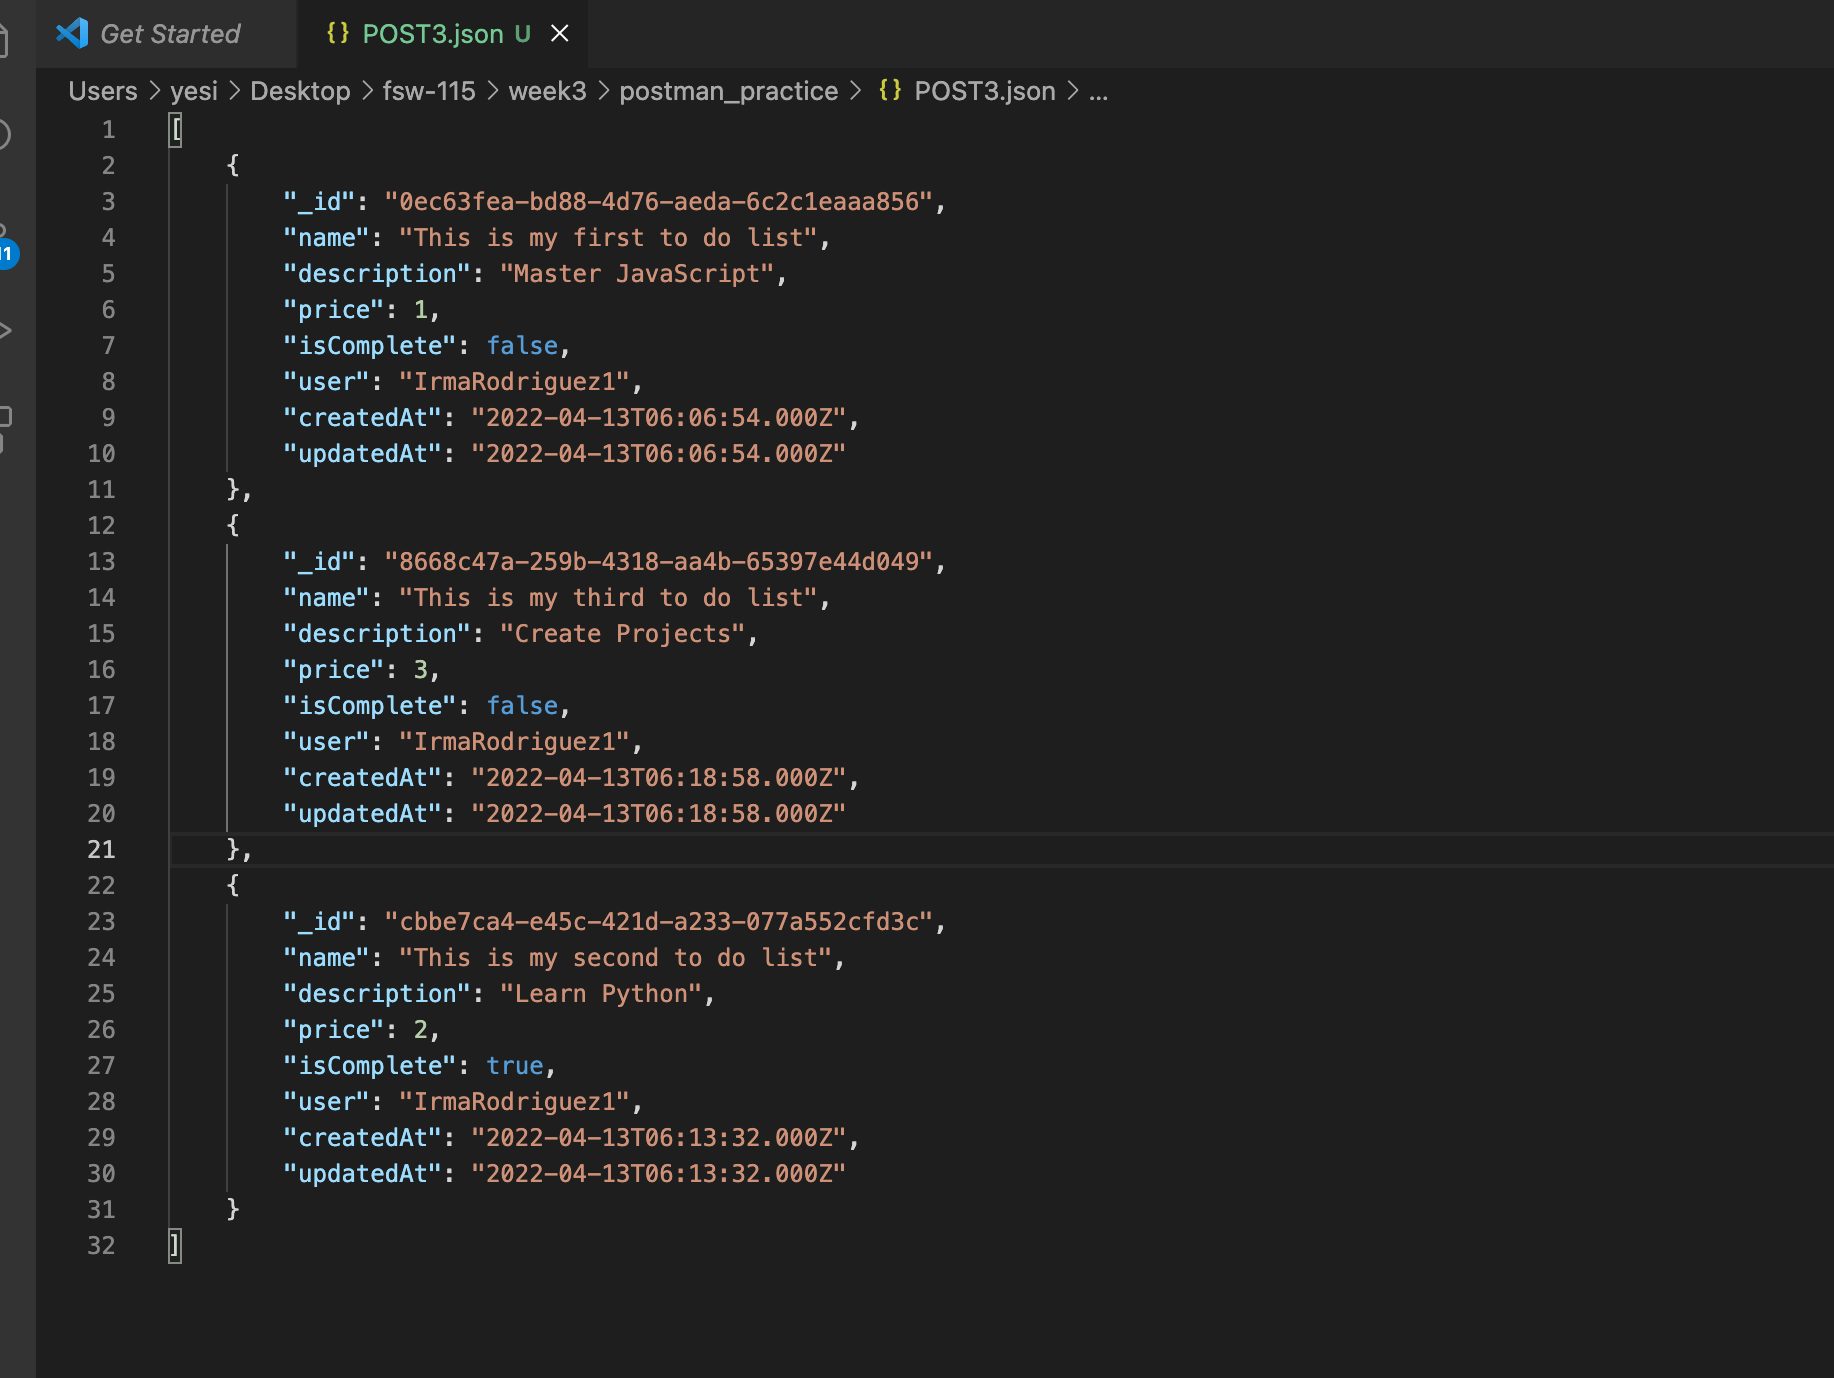 Get Started {} POST3.json U
Users > yesi > Desktop > fsw-115 > week3 > postman_practice > {} POST3.json > ...
1 [
2 {
3 "_id": "0ec63fea-bd88-4d76-aeda-6c2c1eaaa856",
4 "name": "This is my first to do list",
5 "description": "Master JavaScript",
6 "price": 1,
7 "isComplete": false,
8 "user": "IrmaRodriguez1",
9 "createdAt": "2022-04-13T06:06:54.000Z",
10 "updatedAt": "2022-04-13T06:06:54.000Z"
11 },
12 {
13 "_id": "8668c47a-259b-4318-aa4b-65397e44d049",
14 "name": "This is my third to do list",
15 "description": "Create Projects",
16 "price": 3,
17 "isComplete": false,
18 "user": "IrmaRodriguez1",
19 "createdAt": "2022-04-13T06:18:58.000Z",
20 "updatedAt": "2022-04-13T06:18:58.000Z"
21 },
22 {
23 "_id": "cbbe7ca4-e45c-421d-a233-077a552cfd3c",
24 "name": "This is my second to do list",
25 "description": "Learn Python",
26 "price": 2,
27 "isComplete": true,
28 "user": "IrmaRodriguez1",
29 "createdAt": "2022-04-13T06:13:32.000Z",
30 "updatedAt": "2022-04-13T06:13:32.000Z"
31 }
32 ]